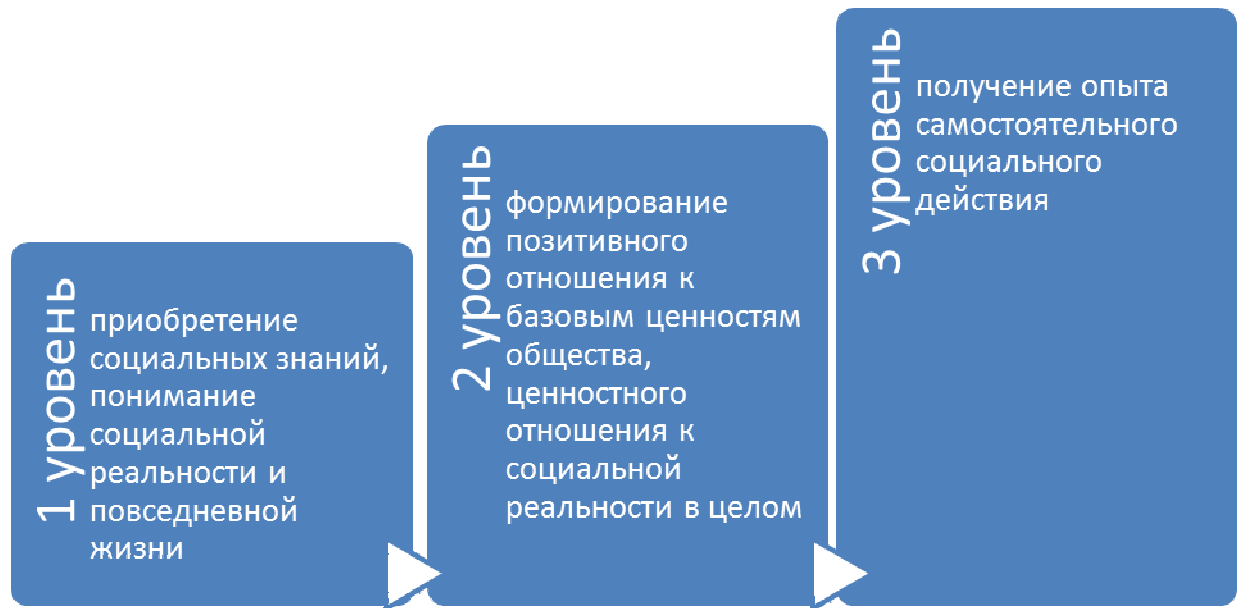 1 уровень
приобретение
социальных знаний,
понимание
социальной
реальности и
повседневной
жизни
2 уровень
формирование
позитивного
отношения к
базовым ценностям
общества,
ценностного
отношения к
социальной
реальности в целом
3 уровень
получение опыта
самостоятельного
социального
действия